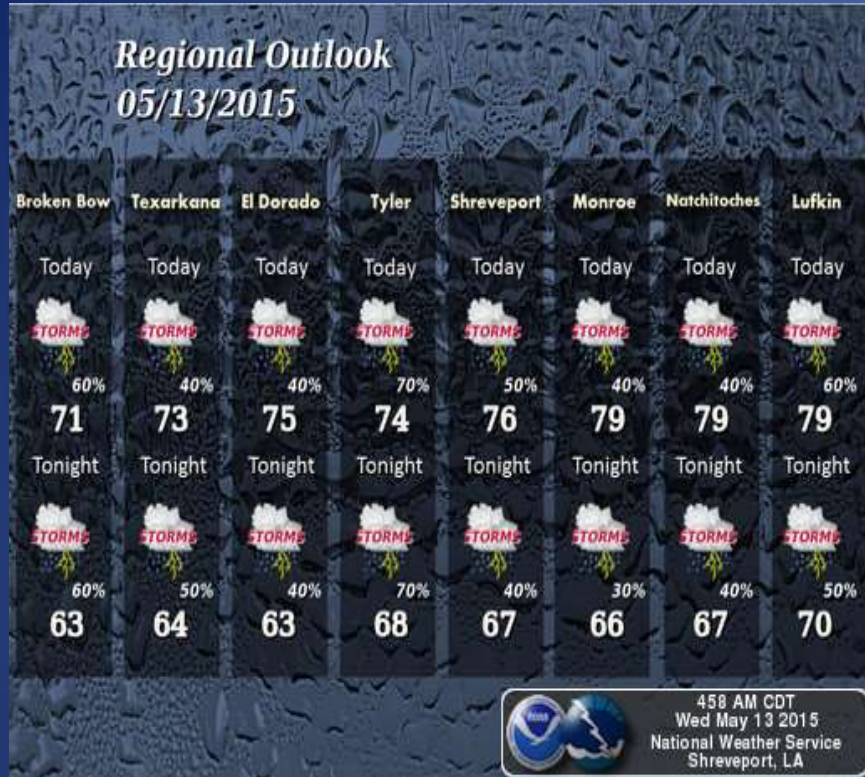 Regional Outlook
05/13/2015
Broken Bow Texarkana El Dorado Tyler Shreveport Monroe Natchitoches Lufkin
Today Today Today Today Today Today Today Today
STORMS STORMS STORMS STORMS STORMS STORMS STORMS STORMS
60% 40% 40% 70% 50% 40% 40% 60%
71 73 75 74 76 79 79 79
Tonight Tonight Tonight Tonight Tonight Tonight Tonight Tonight
STORMS STORMS STORMS STORMS STORMS STORMS STORMS STORMS
60% 50% 40% 70% 40% 30% 40% 50%
63 64 63 68 67 66 67 70
noaa
458 AM CDT
Wed May 13 2015
National Weather Service
Shreveport, LA